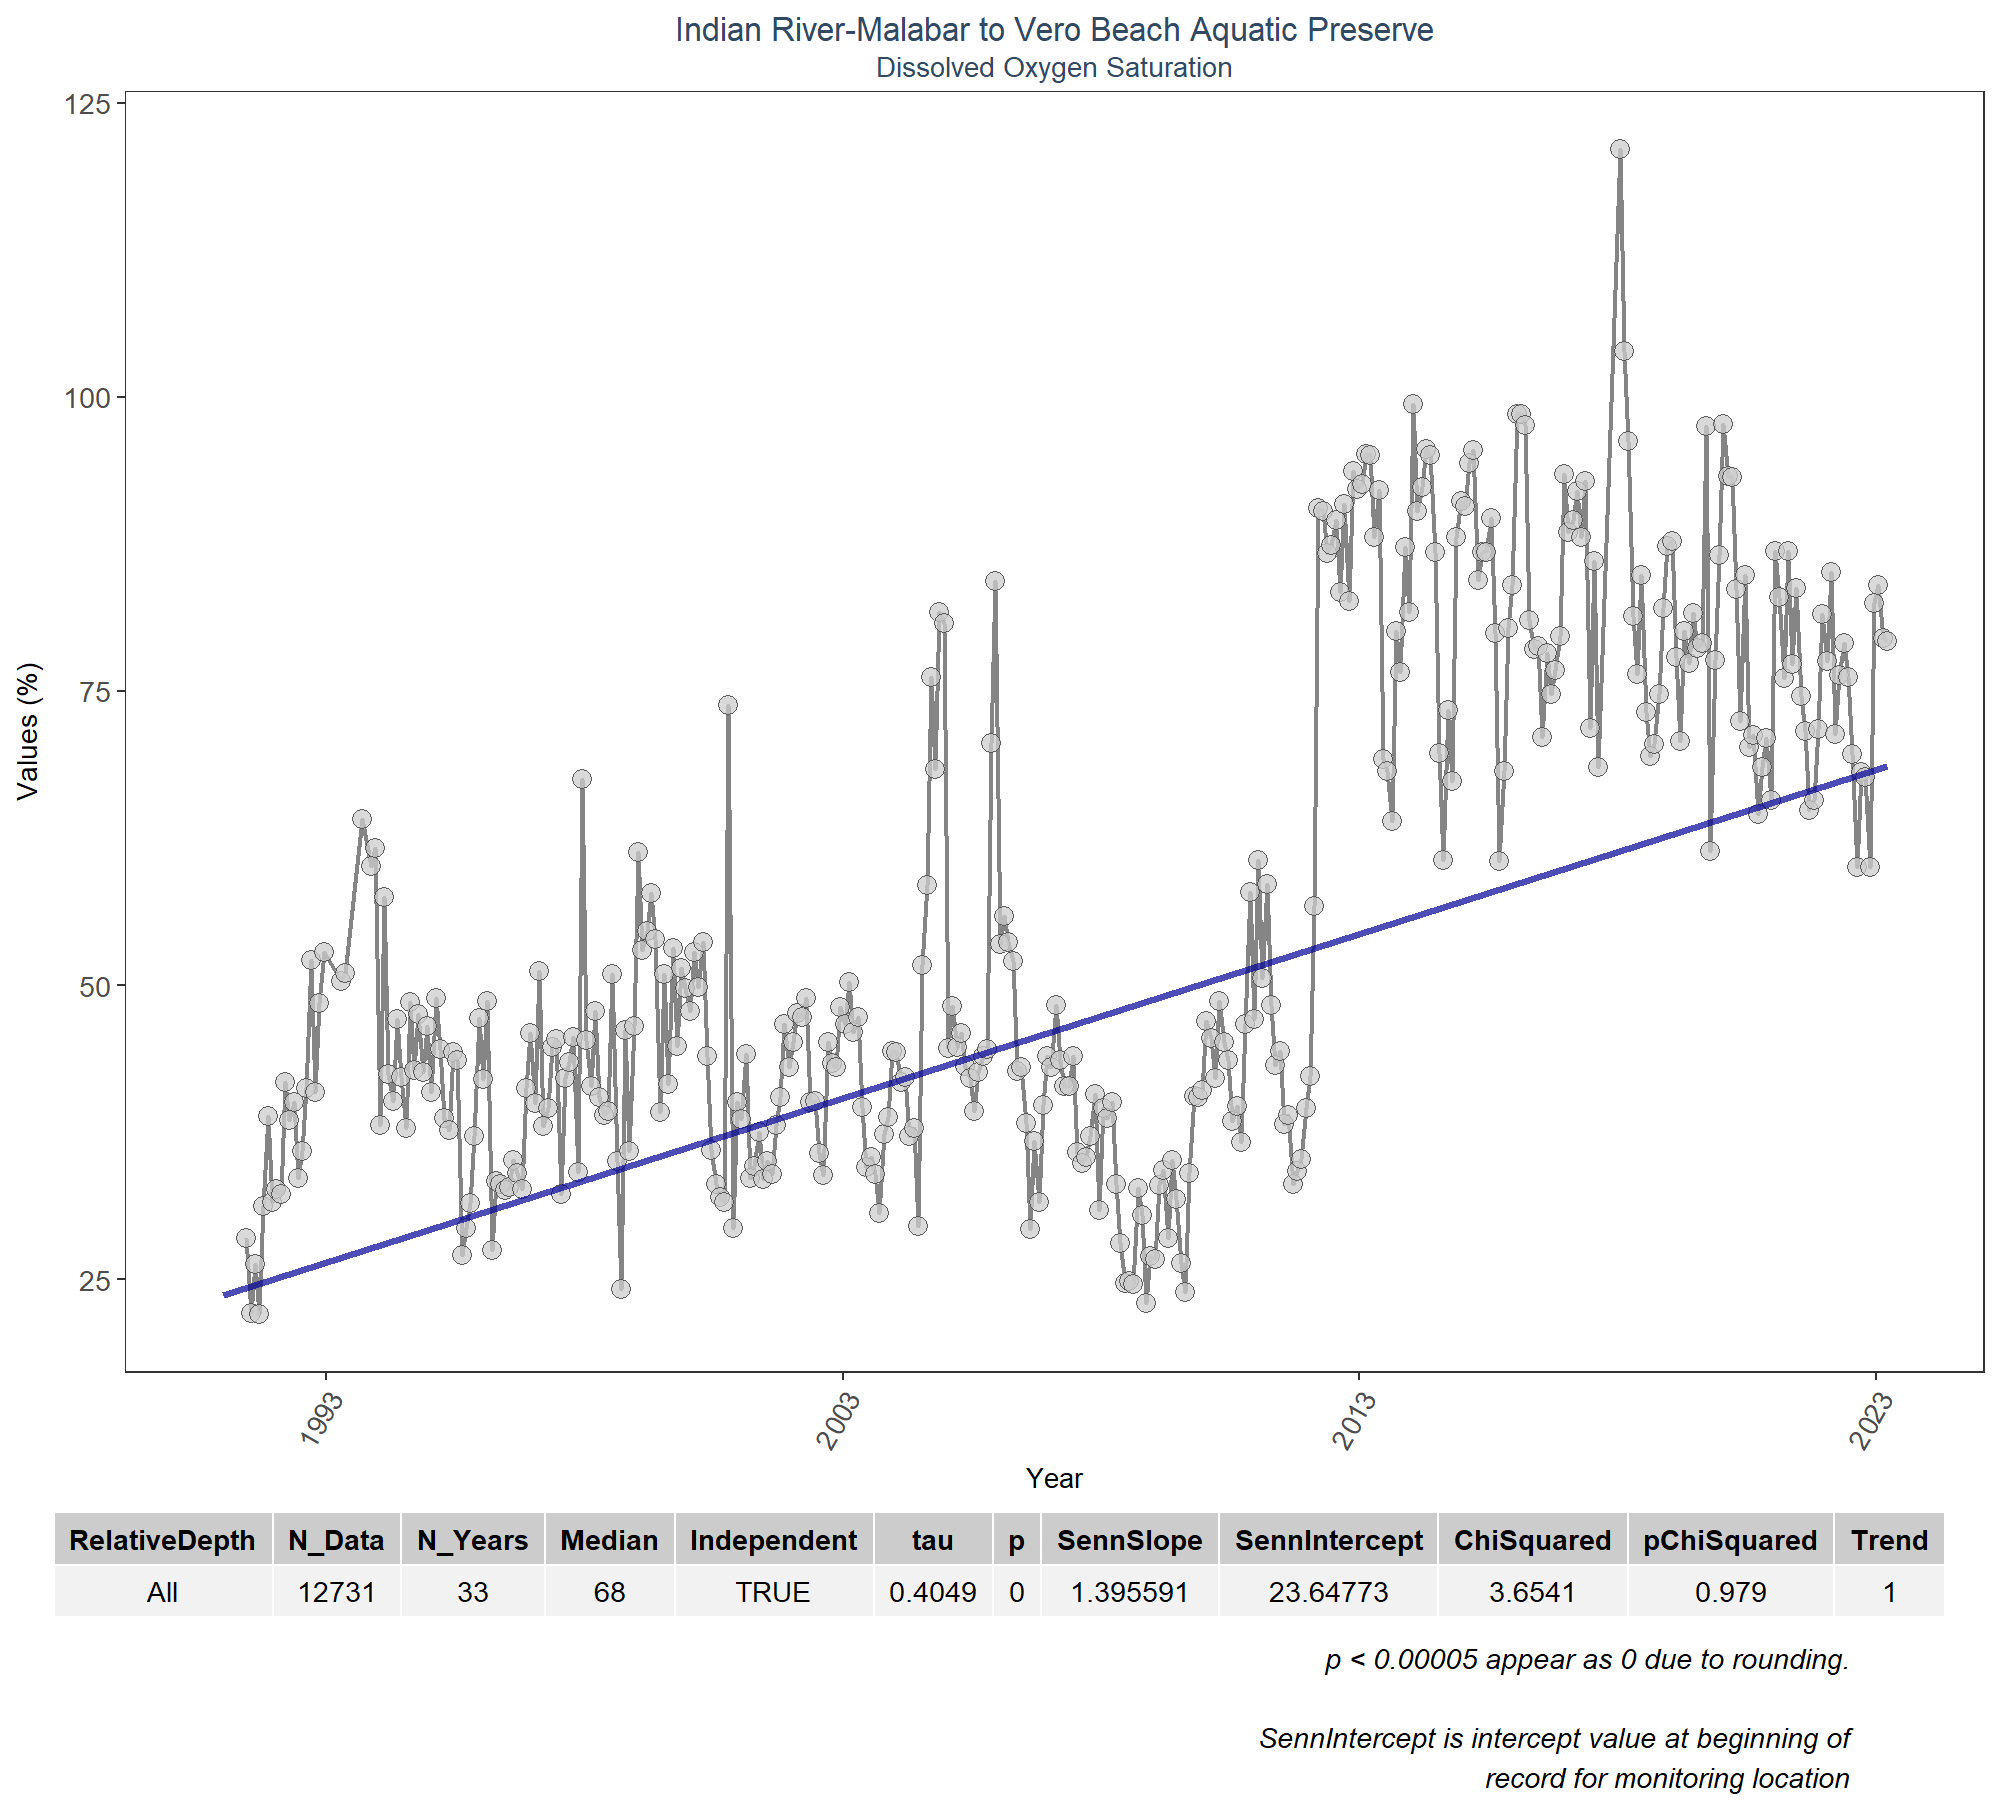 Indian River-Malabar to Vero Beach Aquatic Preserve
Dissolved Oxygen Saturation
125
100
75
50
25
Values (%)
1993 2003 2013 2023
Year
RelativeDepth N_Data N_Years Median Independent tau p SennSlope SennIntercept ChiSquared pChiSquared Trend
All 12731 33 68 TRUE 0.4049 0 1.395591 23.64773 3.6541 0.979 1
p < 0.00005 appear as 0 due to rounding.
SennIntercept is intercept value at beginning of
record for monitoring location